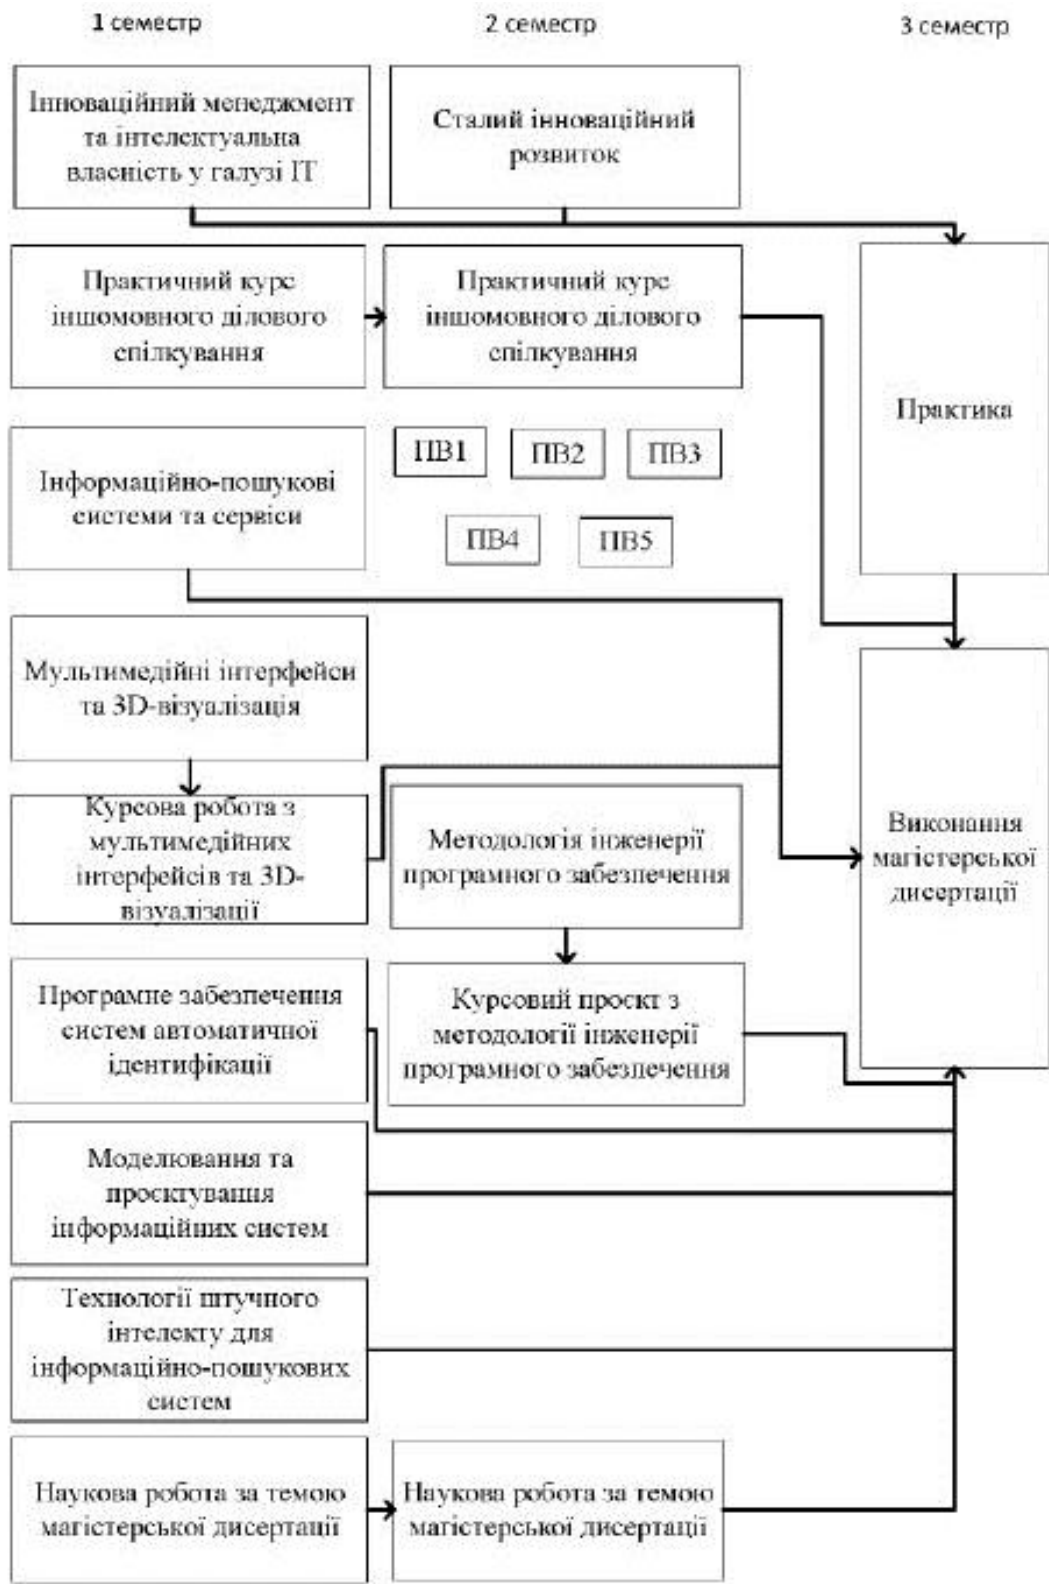 1 семестр
2 семестр
3 семестр
Інноваційний менеджмент
та інтелектуальна
власність у галузі ІТ
Сталий інноваційний
розвиток
Практичний курс
іншомовного ділового
спілкування
Практичний курс
іншомовного ділового
спілкування
Практика
Інформаційно-пошукові
системи та сервіси
ПВ1
ПВ2
ПВ3
ПВ4
ПВ5
Мультимедійні інтерфейси
та 3D-візуалізація
Курсова робота з
мультимедійних
інтерфейсів та 3D-
візуалізації
Методологія інженерії
програмного забезпечення
Виконання
магістерської
дисертації
Програмне забезпечення
систем автоматичної
ідентифікації
Курсовий проєкт з
методології інженерії
програмного забезпечення
Моделювання та
проєктування
інформаційних систем
Технології штучного
інтелекту для
інформаційно-пошукових
систем
Наукова робота за темою
магістерської дисертації
Наукова робота за темою
магістерської дисертації